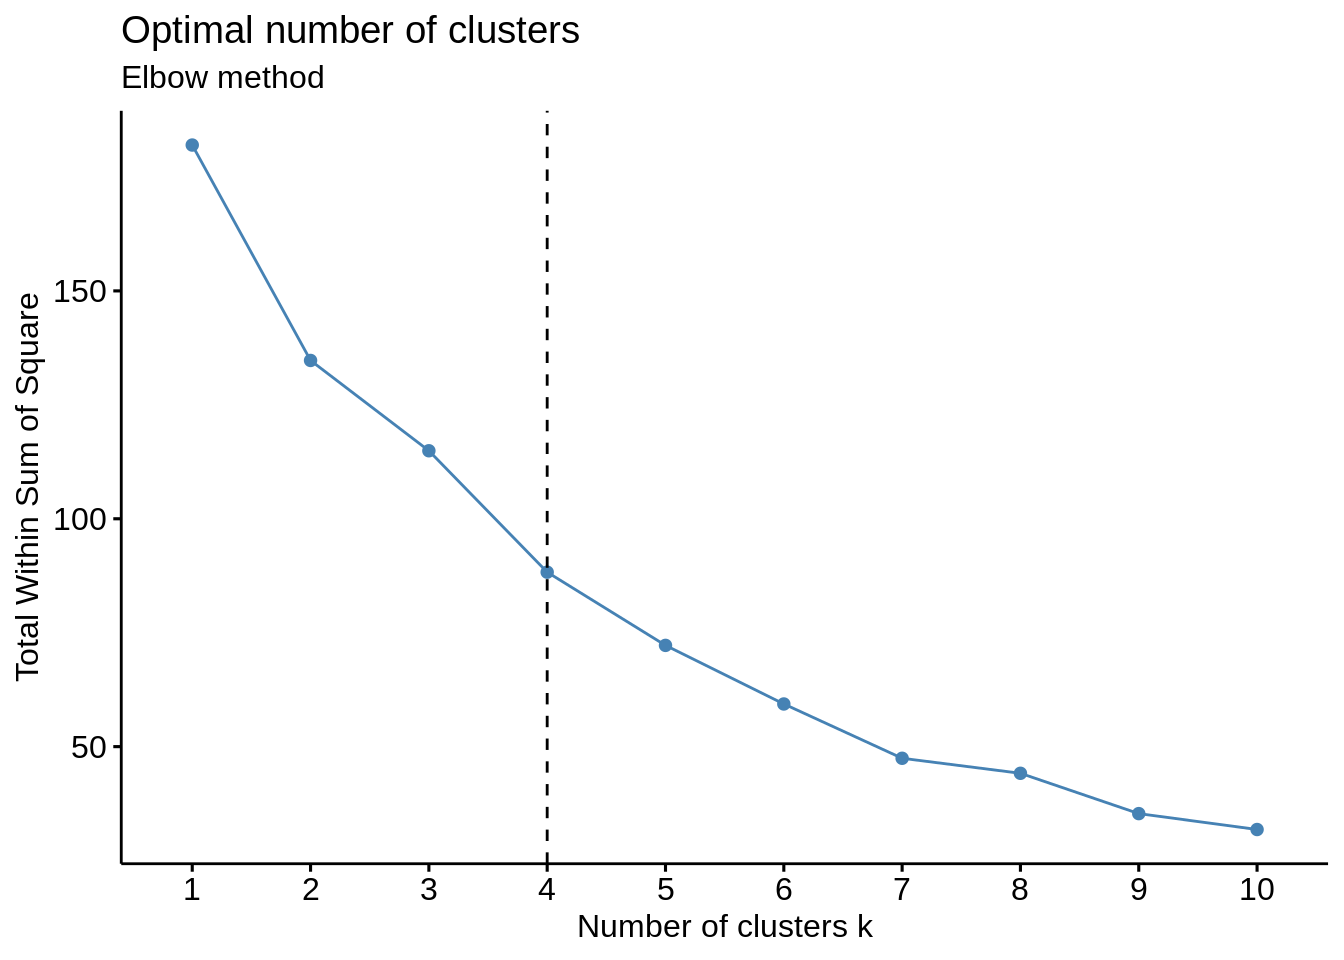 Optimal number of clusters
Elbow method
Total Within Sum of Square
150
100
50
1 2 3 4 5 6 7 8 9 10
Number of clusters k